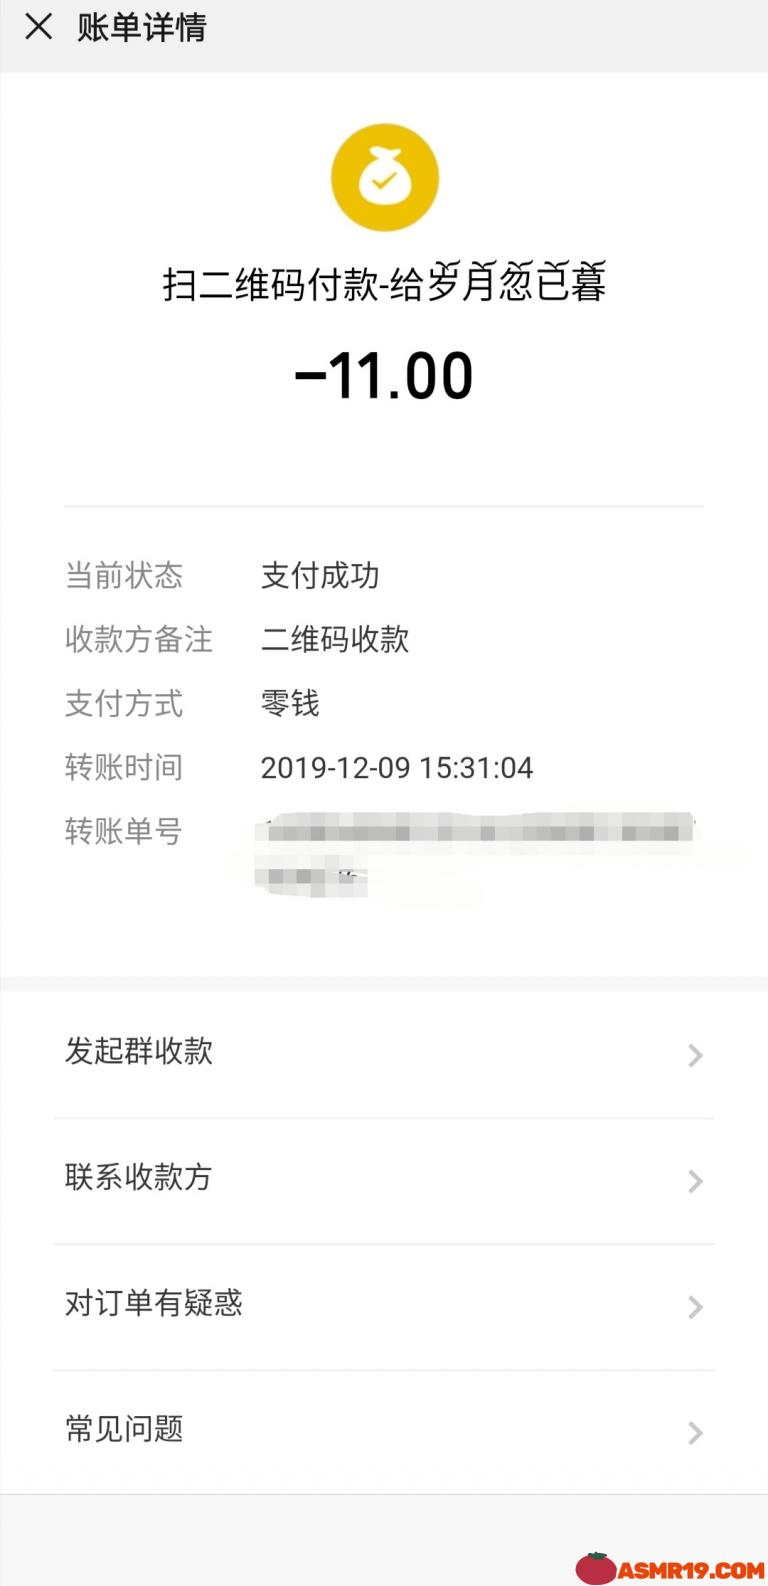 账单详情
扫二维码付款-给岁月忽已暮
-11.00
当前状态 支付成功
收款方备注 二维码收款
支付方式 零钱
转账时间 2019-12-09 15:31:04
转账单号
发起群收款
联系收款方
对订单有疑惑
常见问题
ASMR19.COM